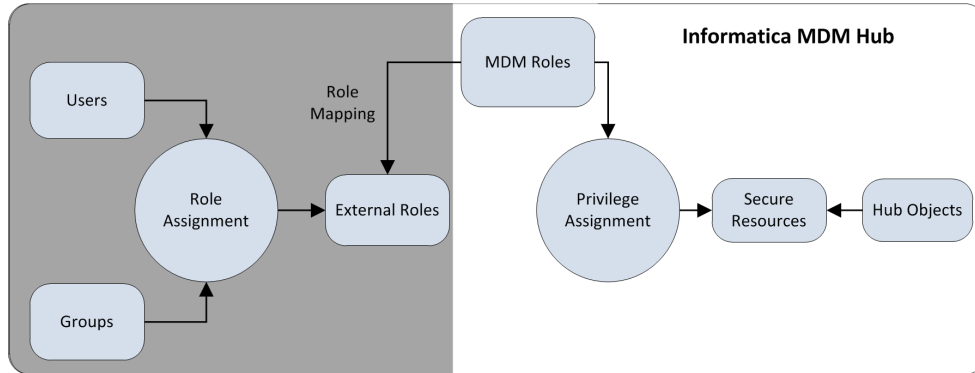 Informatica MDM Hub
MDM Roles
Users
Role
Mapping
Role
Assignment
External Roles
Privilege
Assignment
Secure
Resources
Hub Objects
Groups